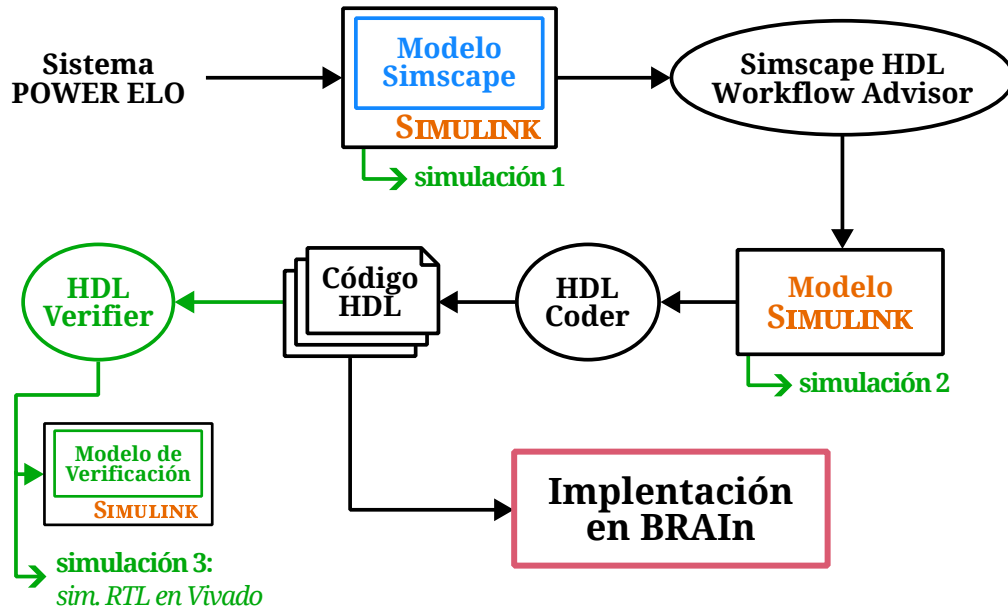 Sistema
POWER ELO
Modelo
Simscape
SIMULINK
simulación 1
Simscape HDL
Workflow Advisor
HDL
Verifier
Código
HDL
HDL
Coder
Modelo
SIMULINK
simulación 2
Modelo de
Verificación
SIMULINK
Implentación
en BRAIn
simulación 3:
sim. RTL en Vivado